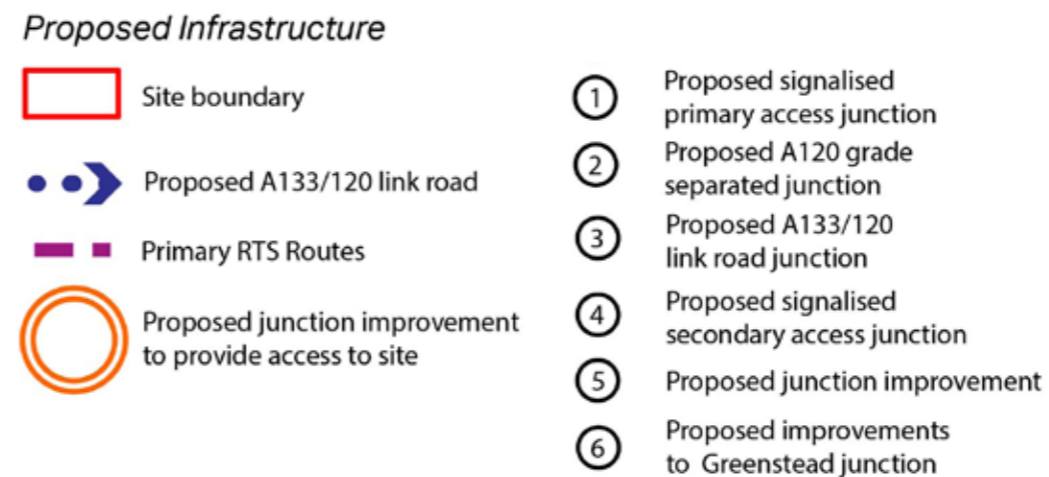 Proposed Infrastructure
Site boundary
Proposed A133/120 link road
Primary RTS Routes
Proposed junction improvement
to provide access to site
1
Proposed signalised
primary access junction
2
Proposed A120 grade
separated junction
3
Proposed A133/120
link road junction
4
Proposed signalised
secondary access junction
5
Proposed junction improvement
6
Proposed improvements
to Greenstead junction